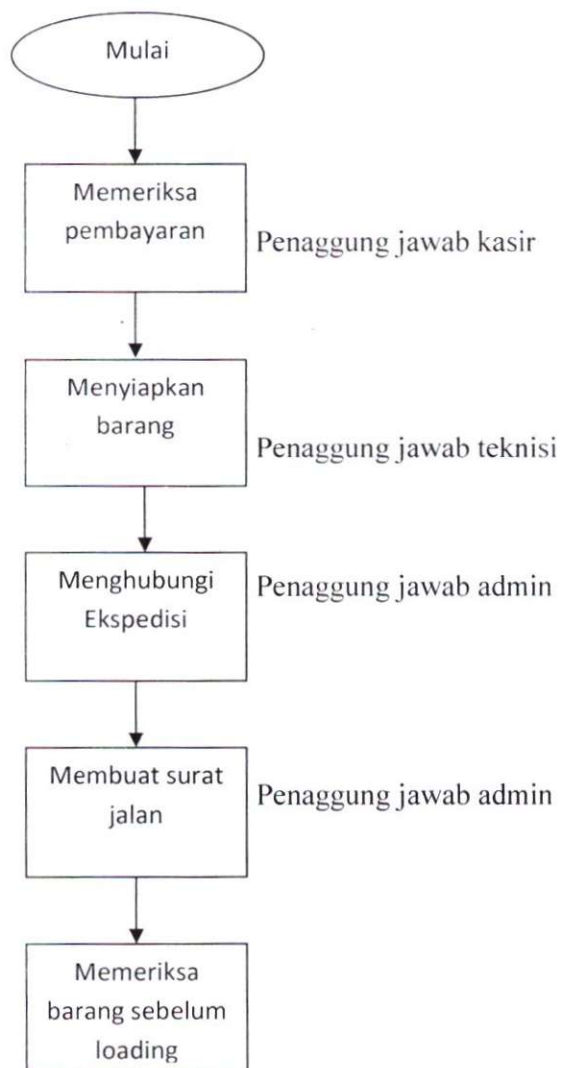 Mulai
Memeriksa
pembayaran
Penaggung jawab kasir
Menyiapkan
barang
Penaggung jawab teknisi
Menghubungi
Ekspedisi
Penaggung jawab admin
Membuat surat
jalan
Penaggung jawab admin
Memeriksa
barang sebelum
loading